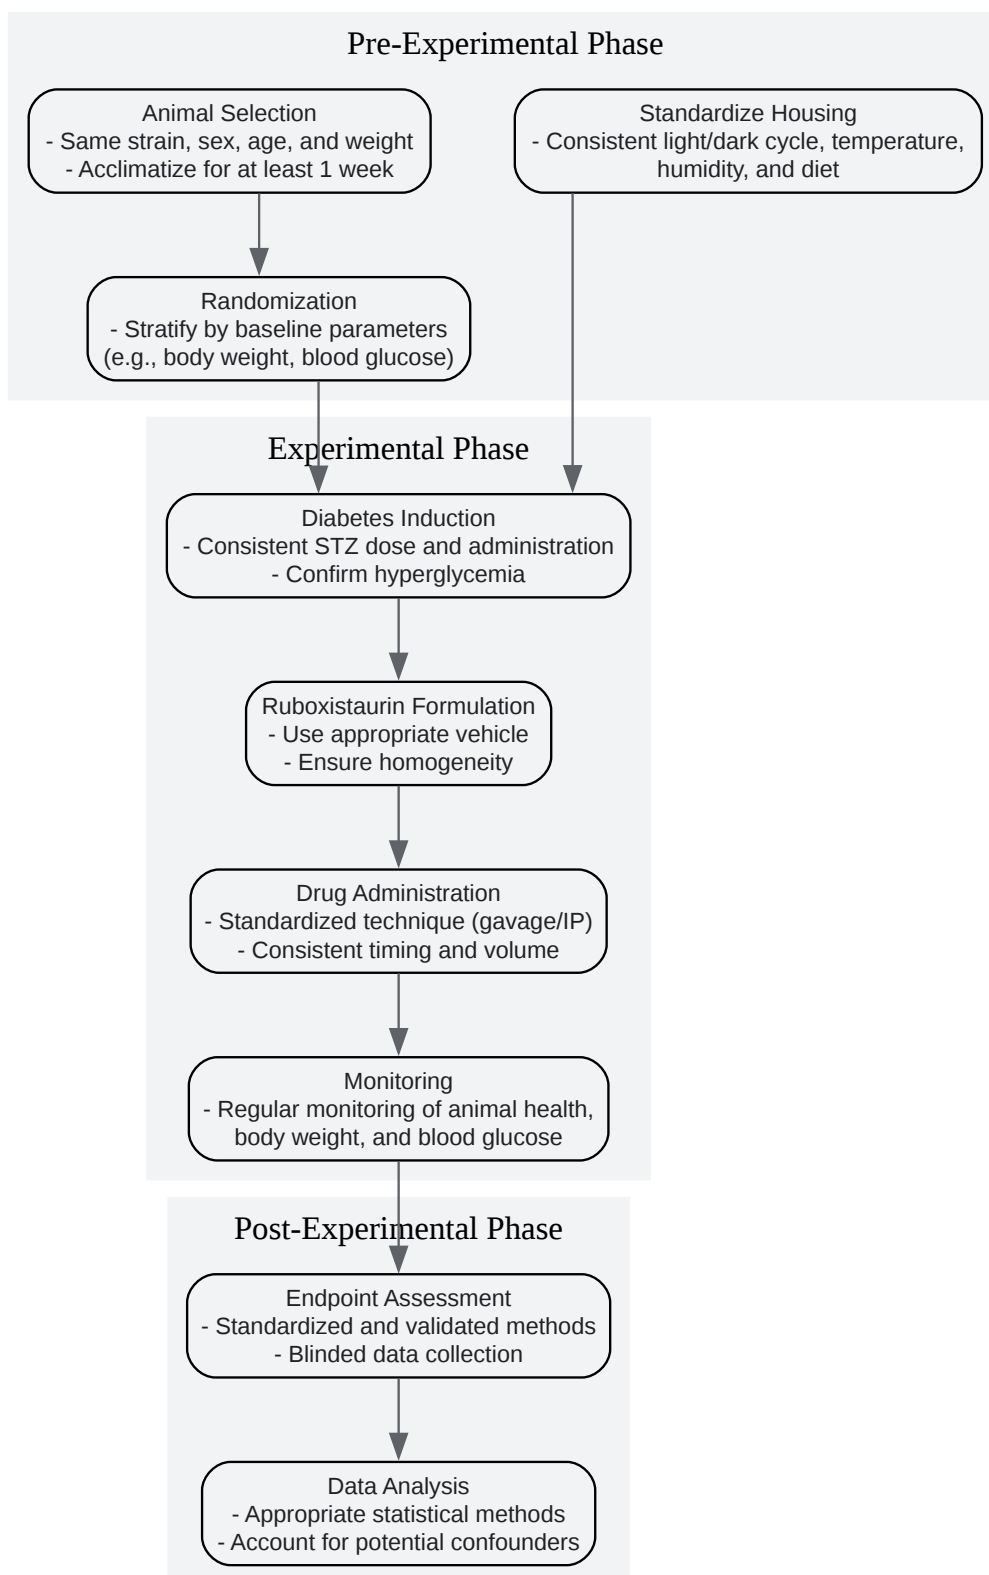 Pre-Experimental Phase
Animal Selection
- Same strain, sex, age, and weight
- Acclimatize for at least 1 week
Standardize Housing
- Consistent light/dark cycle, temperature,
humidity, and diet
Randomization
- Stratify by baseline parameters
(e.g., body weight, blood glucose)
Experimental Phase
Diabetes Induction
- Consistent STZ dose and administration
- Confirm hyperglycemia
Ruboxistaurin Formulation
- Use appropriate vehicle
- Ensure homogeneity
Drug Administration
- Standardized technique (gavage/IP)
- Consistent timing and volume
Monitoring
- Regular monitoring of animal health,
body weight, and blood glucose
Post-Experimental Phase
Endpoint Assessment
- Standardized and validated methods
- Blinded data collection
Data Analysis
- Appropriate statistical methods
- Account for potential confounders